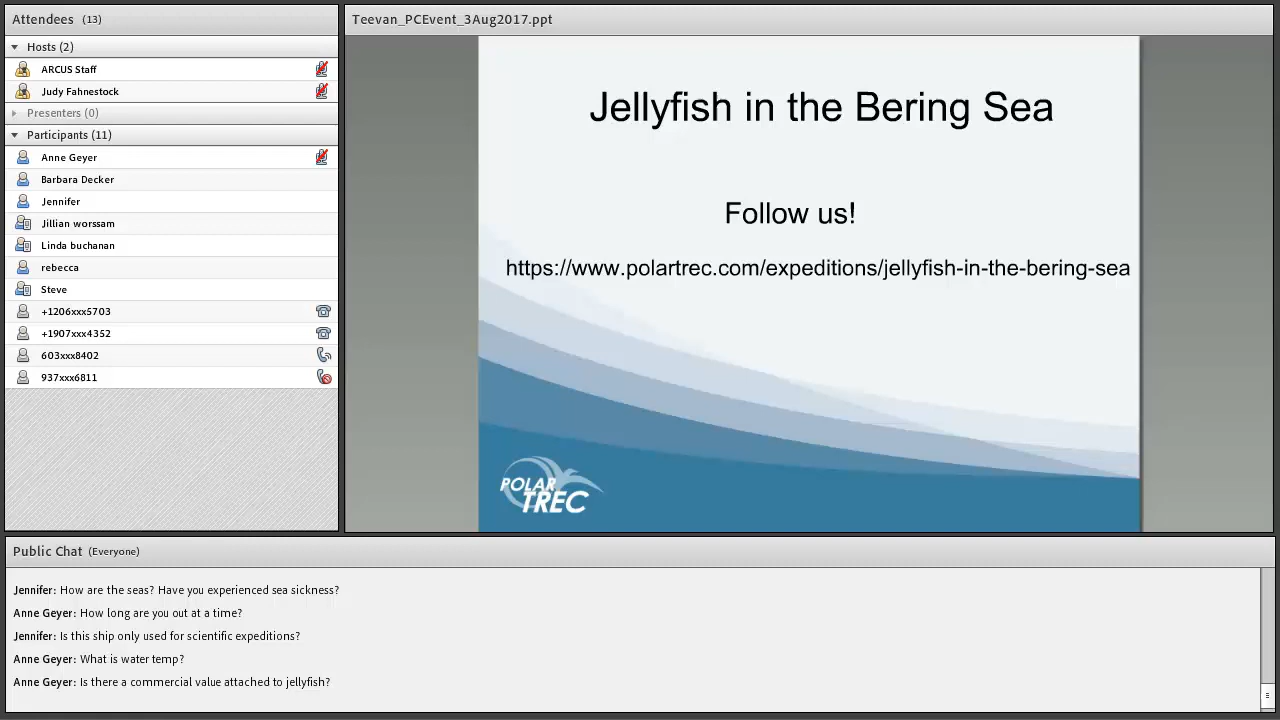 Attendees (13)
Hosts (2)
ARCUS Staff
Judy Fahnestock
Presenters (0)
Participants (11)
Anne Geyer
Barbara Decker
Jennifer
Jillian worssam
Linda buchanan
rebecca
Steve
+1206xxx5703
+1907xxx4352
603xxx8402
937xxx6811
Teevan_PCEvent_3Aug2017.ppt
Jellyfish in the Bering Sea
Follow us!
https://www.polartrec.com/expeditions/jellyfish-in-the-bering-sea
POLAR
TREC
Public Chat (Everyone)
Jennifer: How are the seas? Have you experienced sea sickness?
Anne Geyer: How long are you out at a time?
Jennifer: Is this ship only used for scientific expeditions?
Anne Geyer: What is water temp?
Anne Geyer: Is there a commercial value attached to jellyfish?